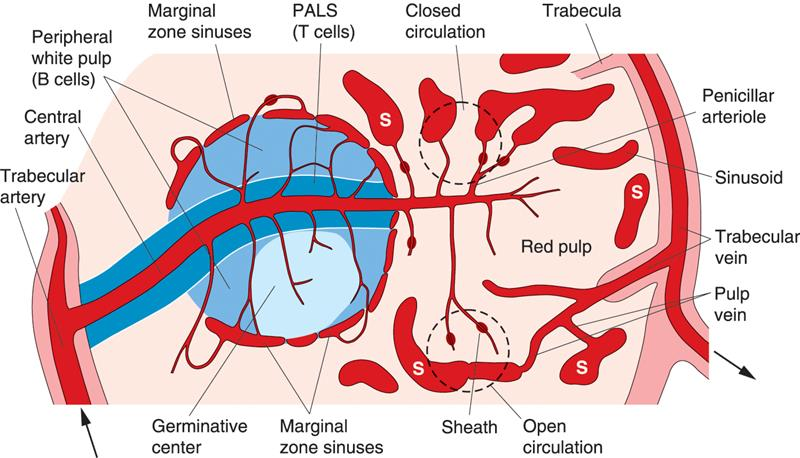 Marginal
zone sinuses
PALS
(T cells)
Closed
circulation
Trabecula
Peripheral
white pulp
(B cells)
Central
artery
Trabecular
artery
Penicillar
arteriole
Sinusoid
Trabecular
vein
Pulp
vein
S
S
Red pulp
S
S
Germinative
center
Marginal
zone sinuses
Sheath
Open
circulation